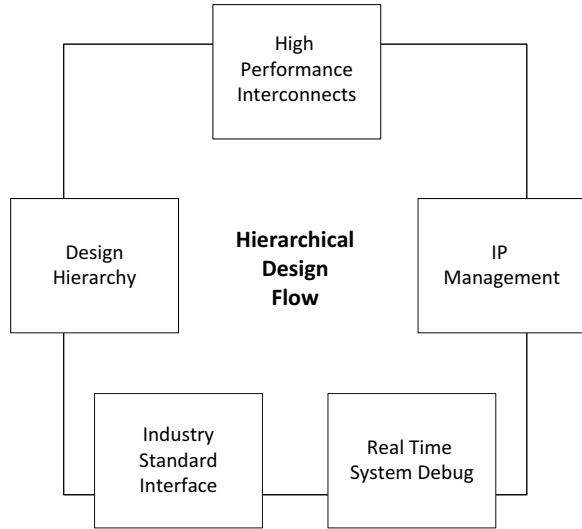 High
Performance
Interconnects
Design
Hierarchy
Hierarchical
Design
Flow
IP
Management
Industry
Standard
Interface
Real Time
System Debug